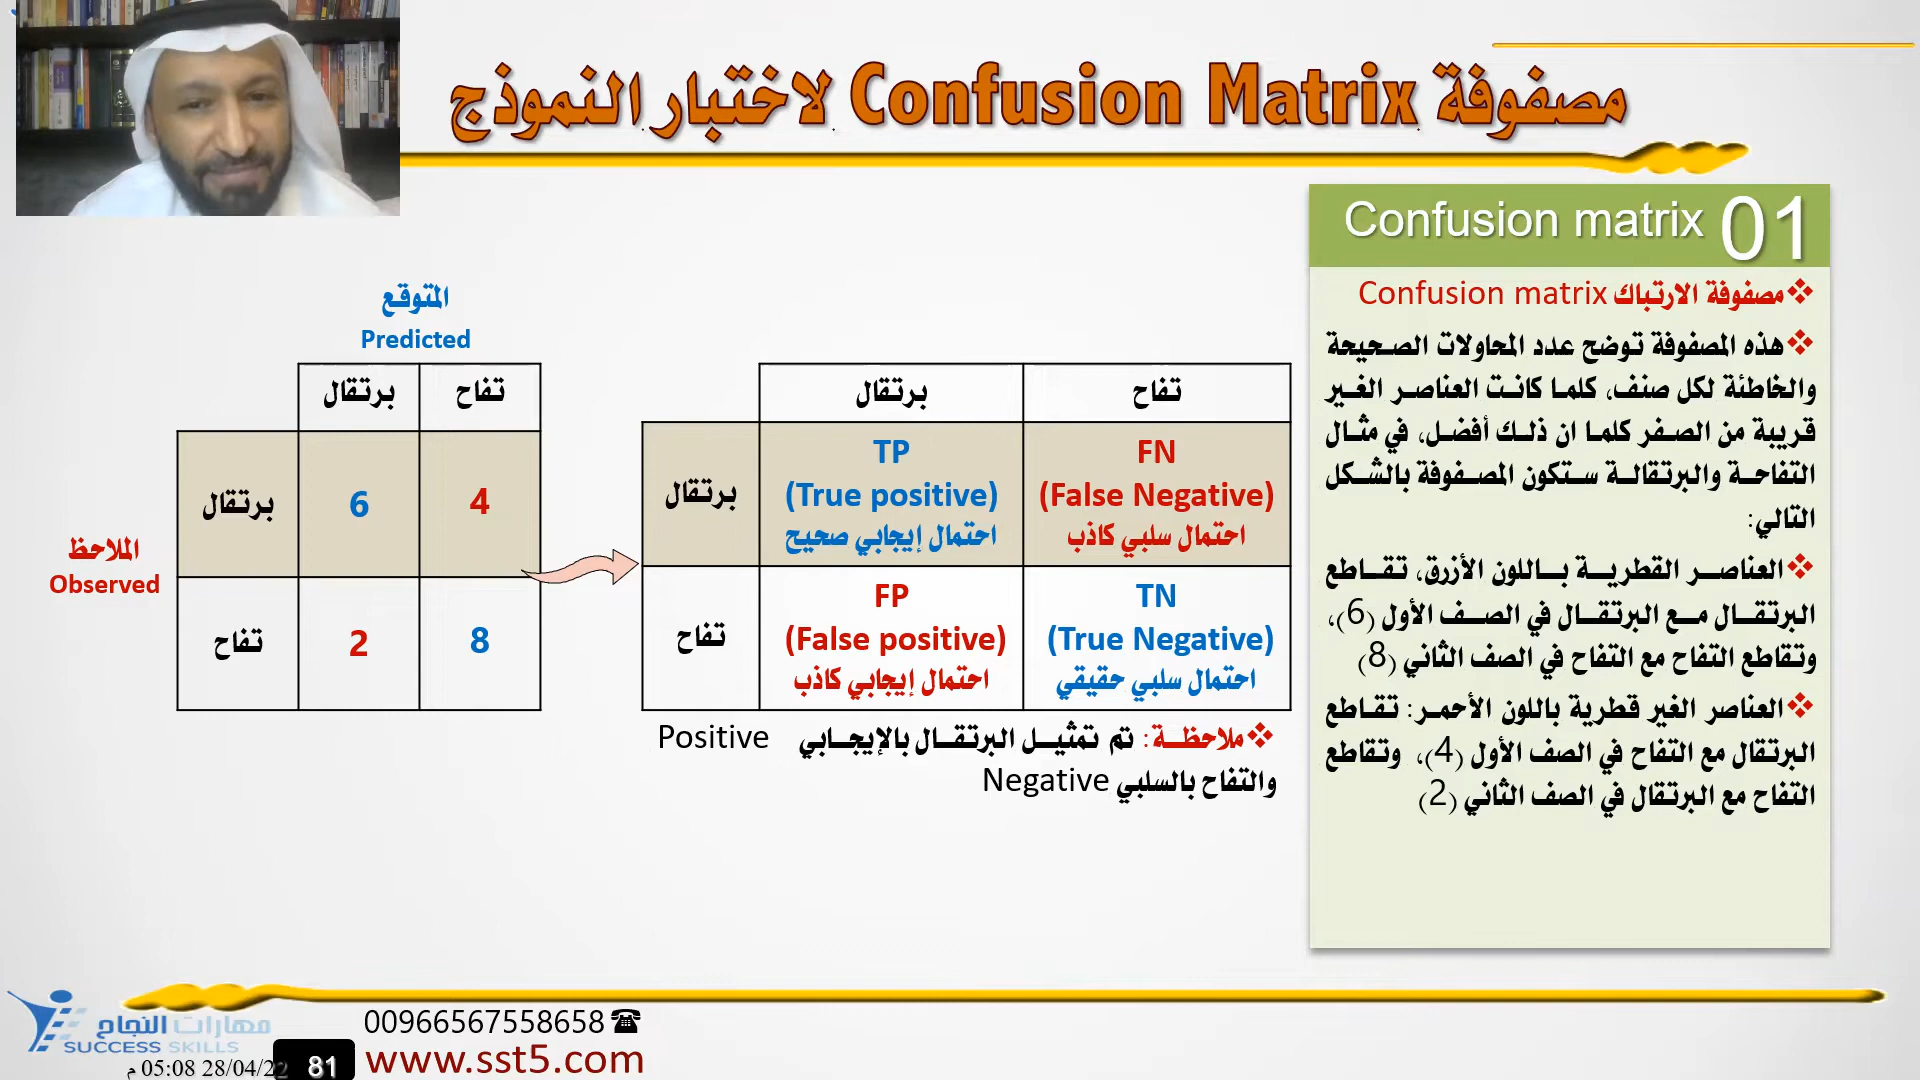 مصفوفة Confusion Matrix لاختبار النموذج
Confusion matrix 01
مصفوفة الارتباك Confusion matrix
هذه المصفوفة توضح عدد المحاولات الصحيحة
والخاطئة لكل صنف، كلما كانت العناصر الغير
قريبة من الصفر كلما ان ذلك أفضل، في مثال
التفاحة والبرتقالة ستكون المصفوفة بالشكل
التالي:
العناصر القطرية باللون الأزرق، تقاطع
البرتقال مع البرتقال في الصف الأول (6)،
وتقاطع التفاح مع التفاح في الصف الثاني (8)
العناصر الغير قطرية باللون الأحمر: تقاطع
البرتقال مع التفاح في الصف الأول (4)، وتقاطع
التفاح مع البرتقال في الصف الثاني (2)
المتوقع
Predicted
برتقال تفاح
برتقال 6 4
الملاحظ
Observed
تفاح 2 8
برتقال تفاح
برتقال
TP FN
(True positive) (False Negative)
احتمال إيجابي صحيح احتمال سلبي كاذب
تفاح
FP TN
(False positive) (True Negative)
احتمال إيجابي كاذب احتمال سلبي حقيقي
ملاحظة: تم تمثيل البرتقال بالإيجابي Positive
والتفاح بالسلبي Negative
مهارات النجاح
SUCCESS SKILLS
00966567558658
www.sst5.com
05:08 28/04/22 م
81